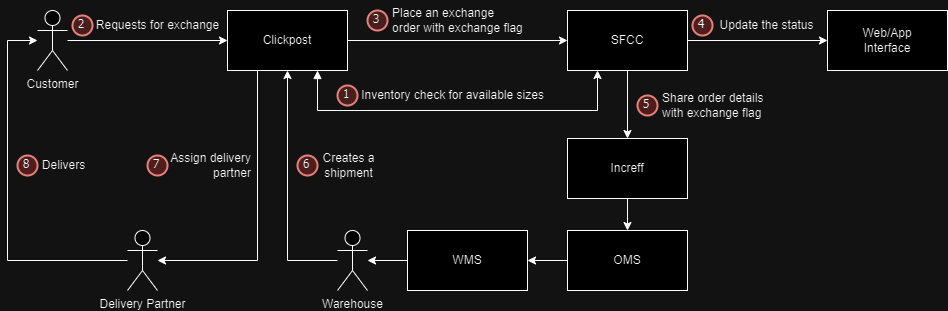 2 Requests for exchange
Customer
Clickpost
3 Place an exchange
order with exchange flag
SFCC
4 Update the status
Web/App
Interface
1 Inventory check for available sizes
5 Share order details
with exchange flag
8 Delivers
7 Assign delivery
partner
6 Creates a
shipment
Increff
Delivery Partner
Warehouse
WMS
OMS